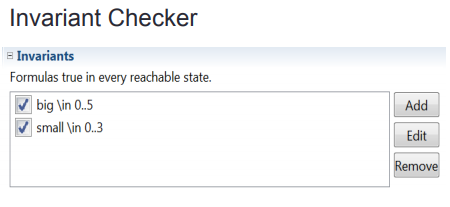 Invariant Checker
Invariants
Formulas true in every reachable state.
big \in 0..5
Add
small \in 0..3
Edit
Remove